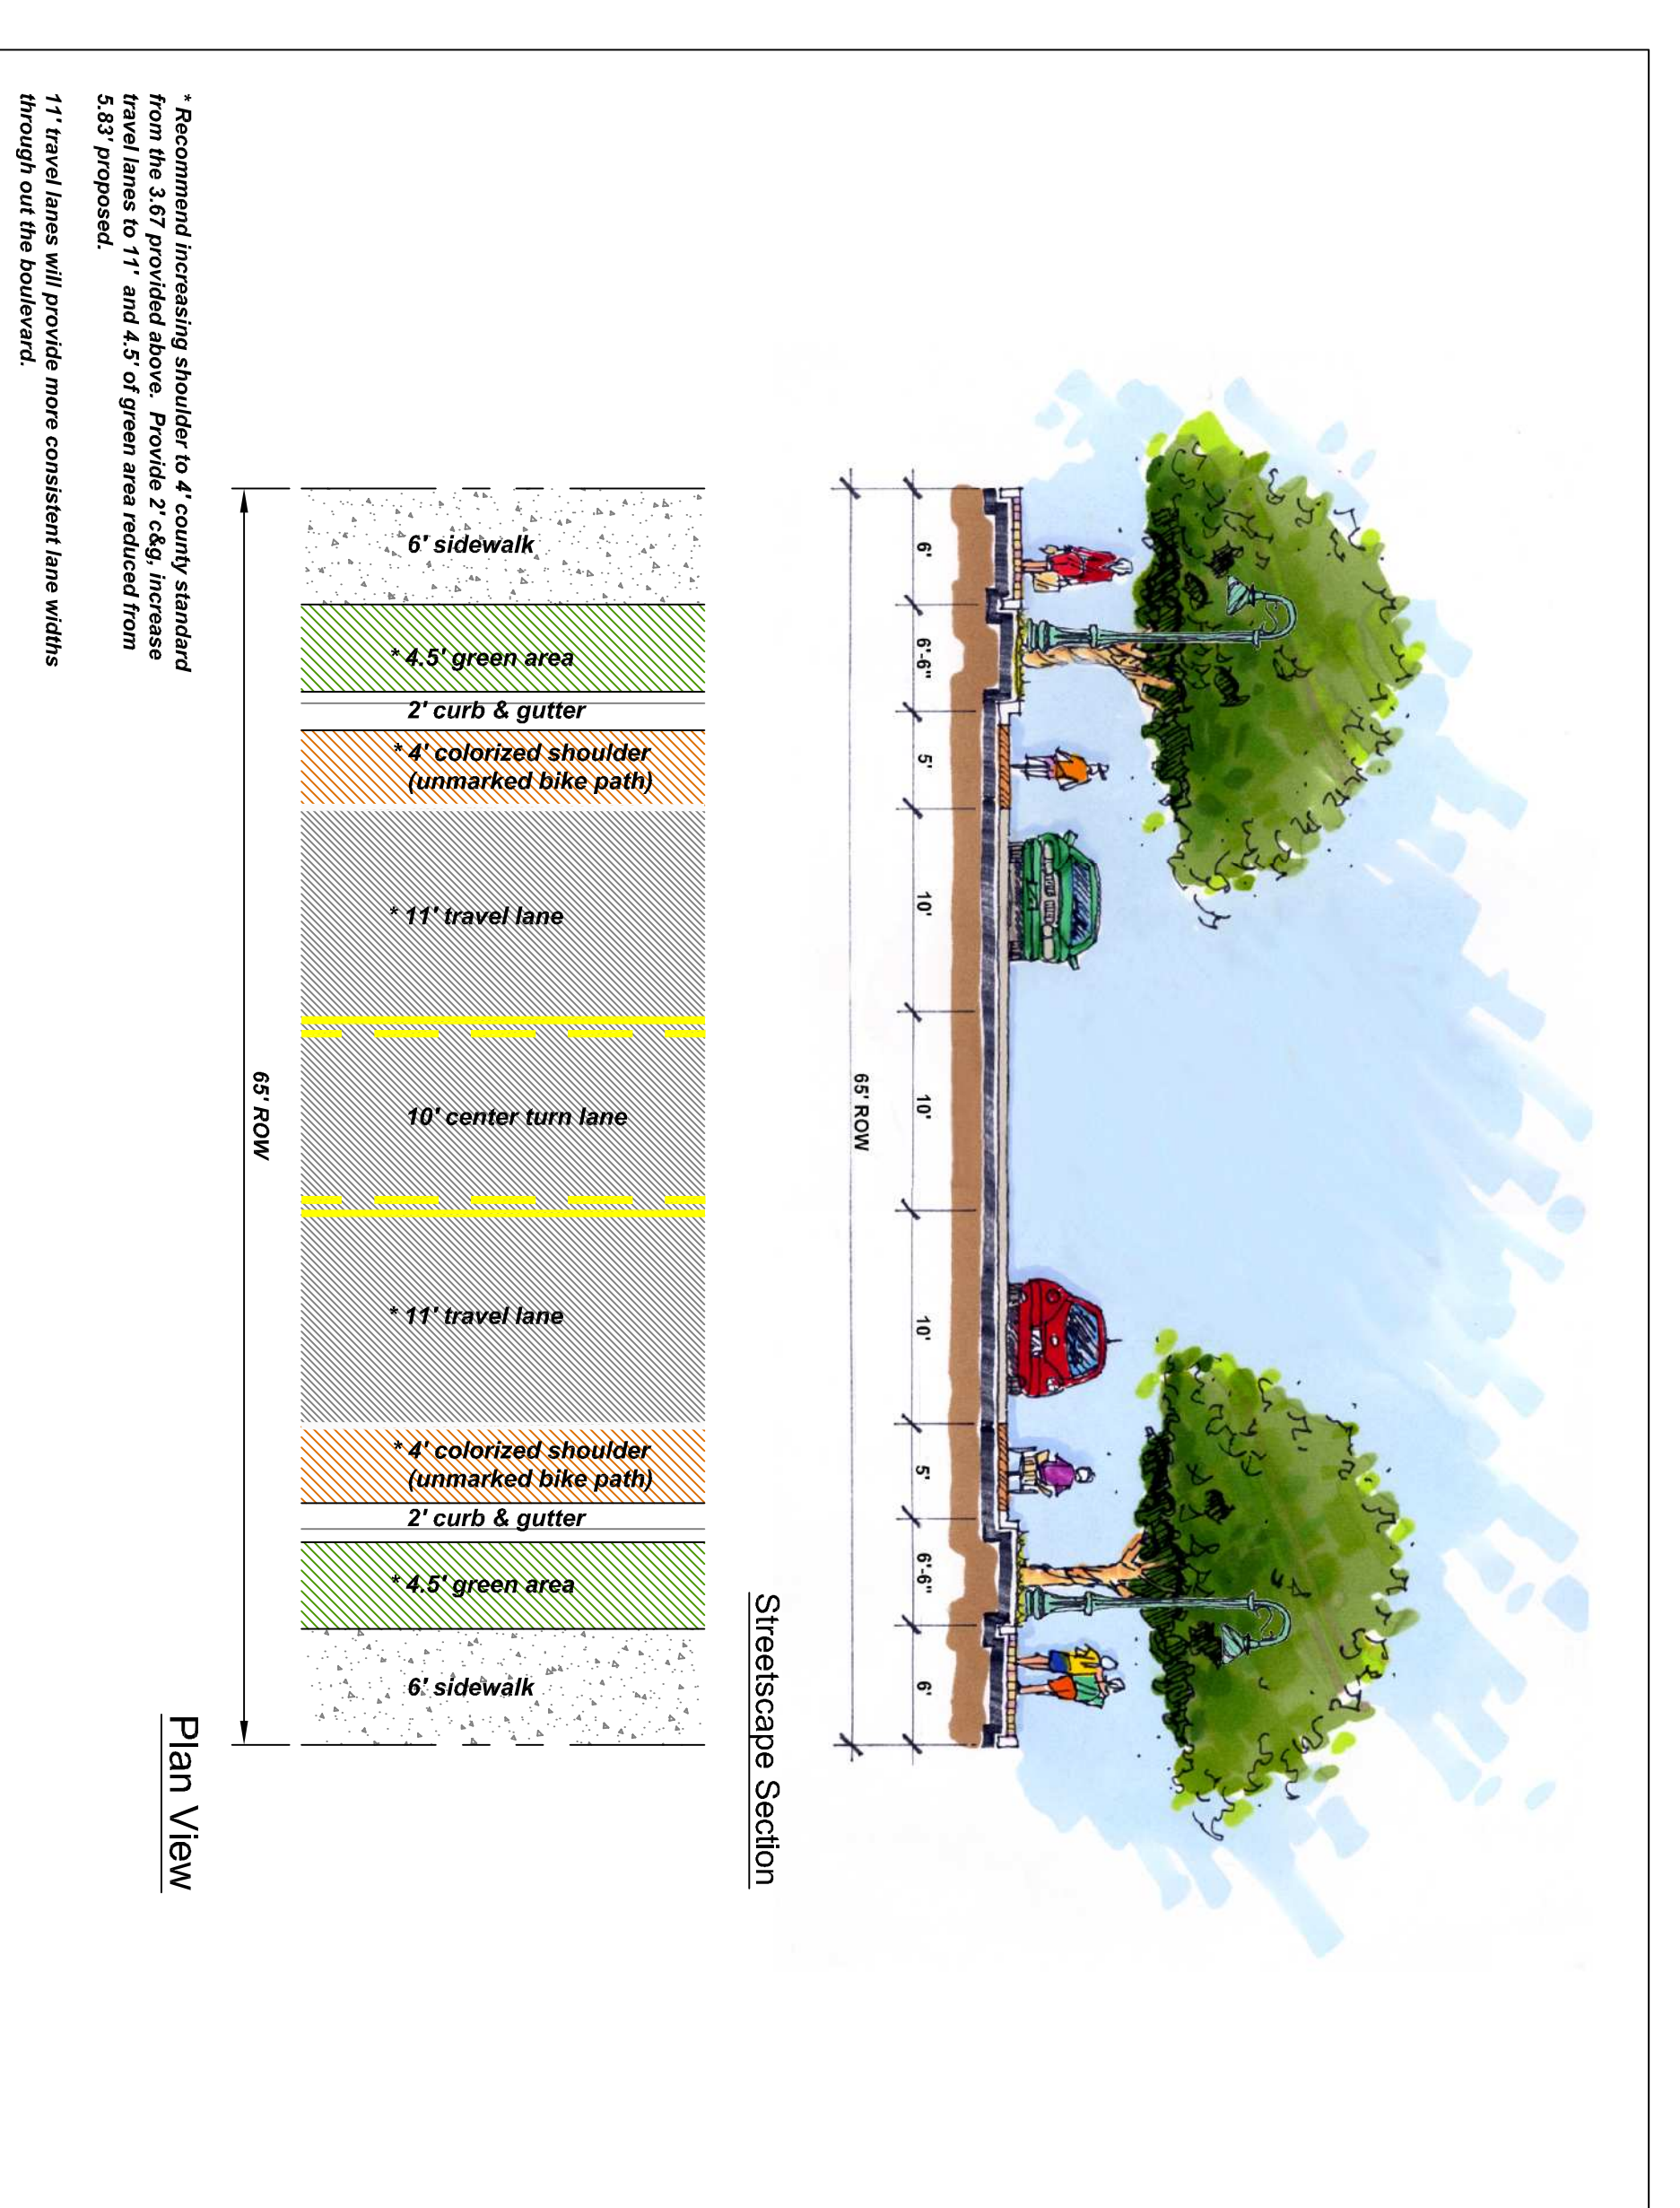 6'
6'-6"
5'
10'
10'
10'
5'
6'-6"
6'
65' ROW
Streetscape Section
6' sidewalk
* 4.5' green area
2' curb & gutter
* 4' colorized shoulder
(unmarked bike path)
* 11' travel lane
10' center turn lane
* 11' travel lane
* 4' colorized shoulder
(unmarked bike path)
2' curb & gutter
* 4.5' green area
6' sidewalk
65' ROW
Plan View
* Recommend increasing shoulder to 4' county standard
from the 3.67 provided above. Provide 2' c&g, increase
travel lanes to 11' and 4.5' of green area reduced from
5.83' proposed.
11' travel lanes will provide more consistent lane widths
through out the boulevard.